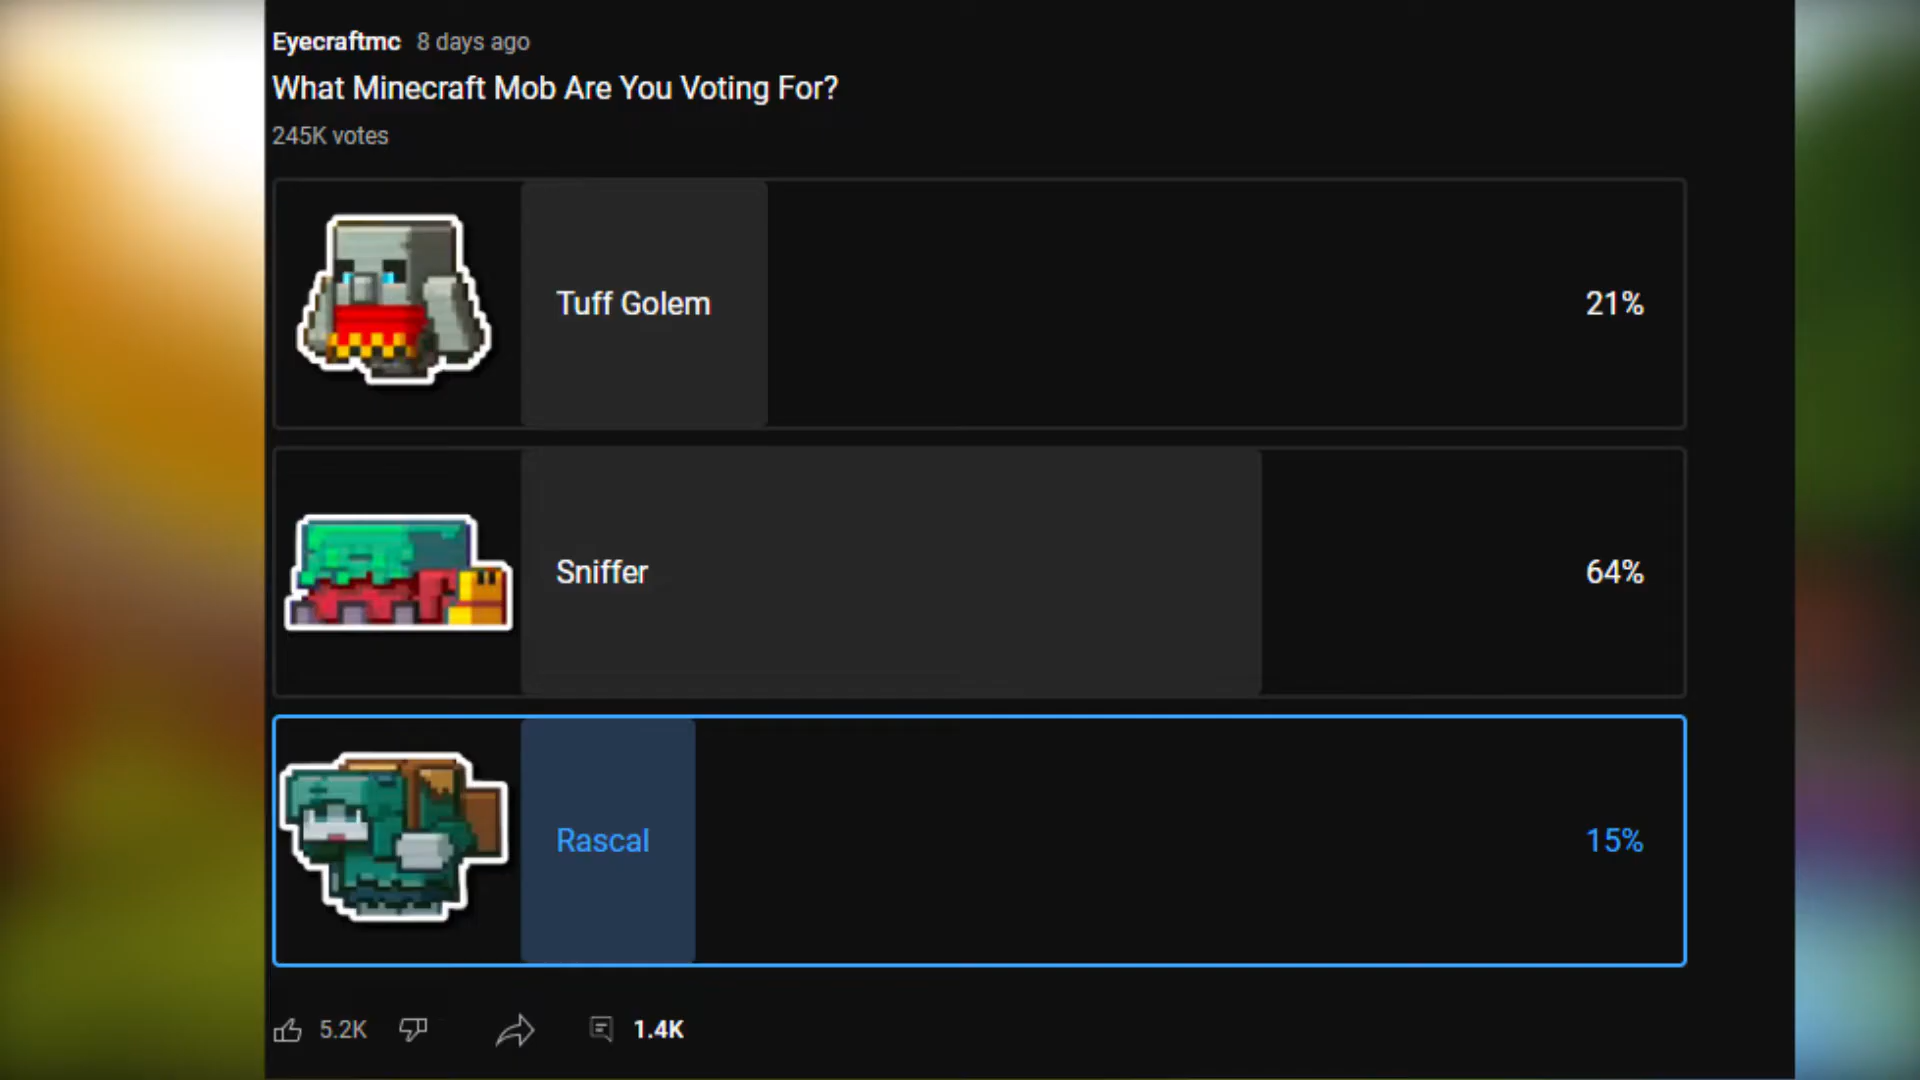 Eyecraftmc 8 days ago
What Minecraft Mob Are You Voting For?
245K votes
Tuff Golem 21%
Sniffer 64%
Rascal 15%
5.2K 1.4K